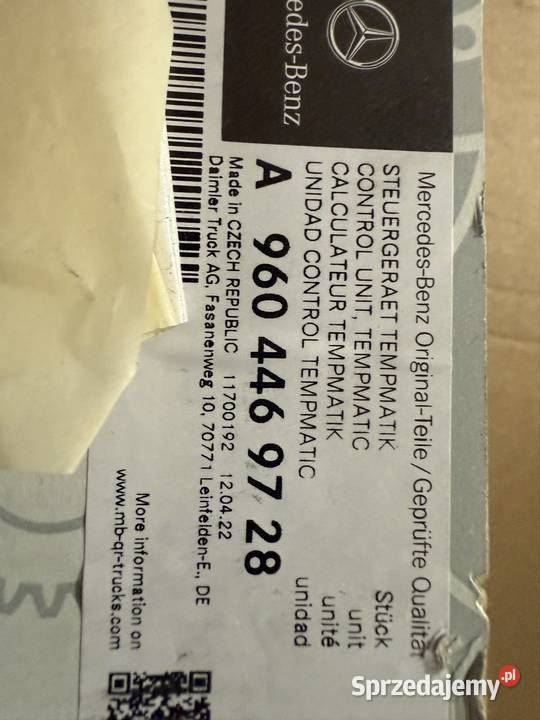 Mercedes-Benz Original-Teile/Geprüfte Qualität
STEUERGERAET TEMPMATIK Stück
CONTROL UNIT, TEMPMATIC unit
CALCULATEUR TEMPMATIK unité
UNIDAD CONTROL TEMPMATIC unidad
A 960 446 97 28
Made in CZECH REPUBLIC 11700192 12.04.22
Daimler Truck AG, Fasanenweg 10, 70771 Leinfelden-E., DE
More information on
www.mb-qr-trucks.com
Sprzedajemy.pl